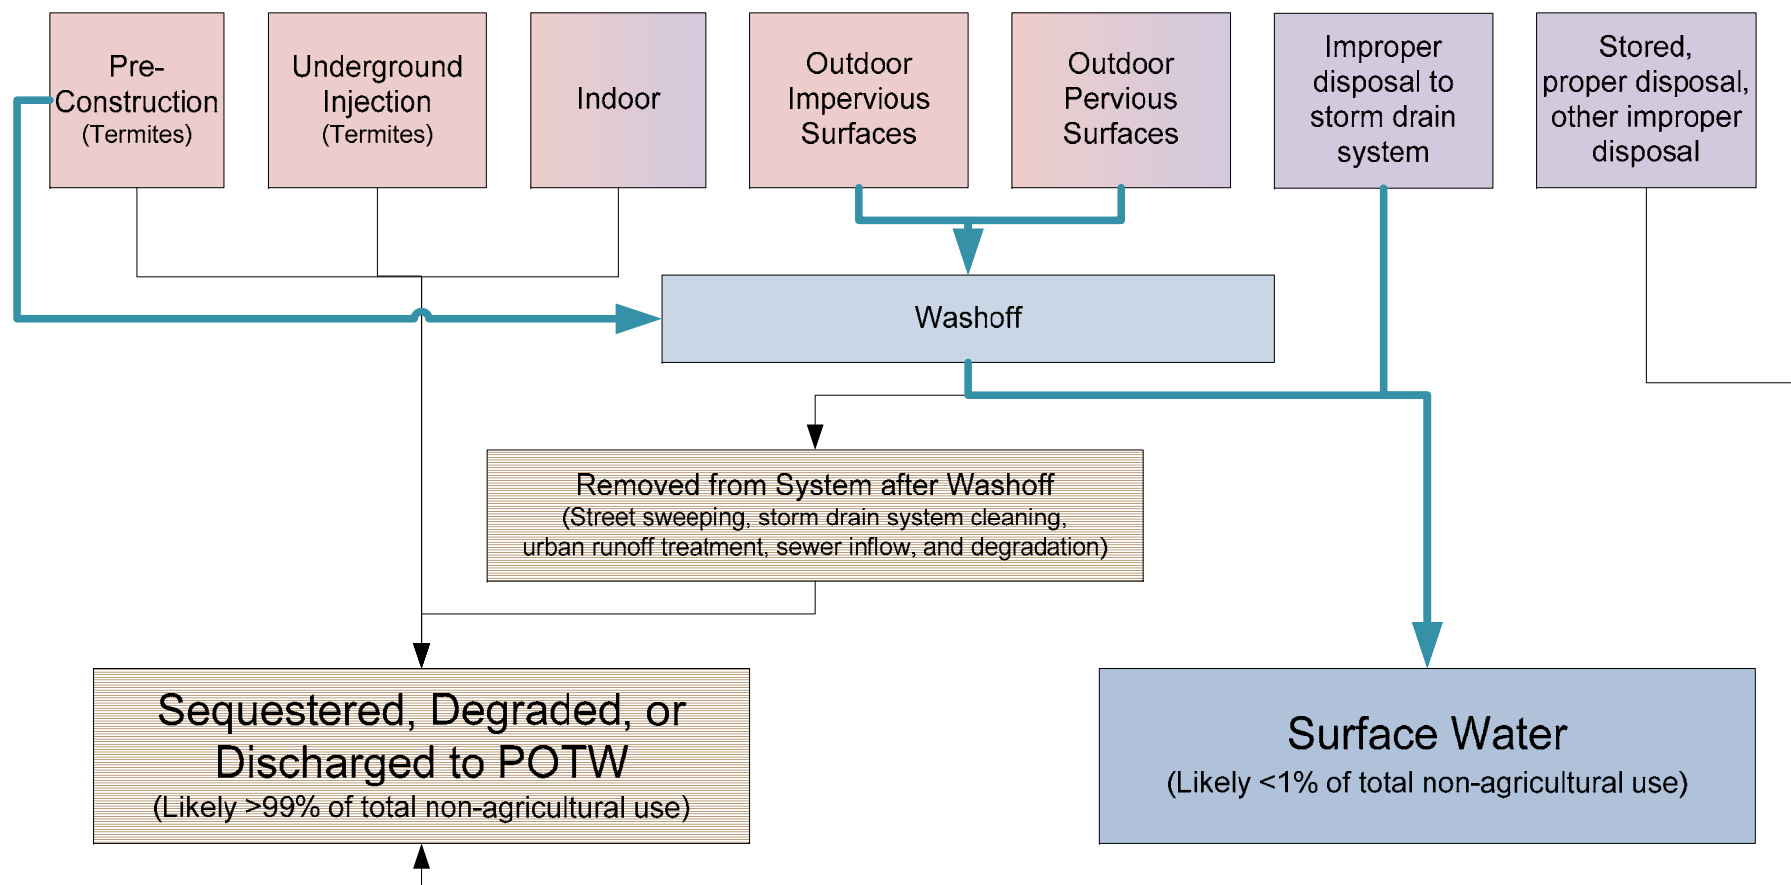 Pre-
Construction
(Termites)
Underground
Injection
(Termites)
Indoor
Outdoor
Impervious
Surfaces
Outdoor
Pervious
Surfaces
Improper
disposal to
storm drain
system
Stored,
proper disposal,
other improper
disposal
Washoff
Removed from System after Washoff
(Street sweeping, storm drain system cleaning,
urban runoff treatment, sewer inflow, and degradation)
Sequestered, Degraded, or
Discharged to POTW
(Likely >99% of total non-agricultural use)
Surface Water
(Likely <1% of total non-agricultural use)